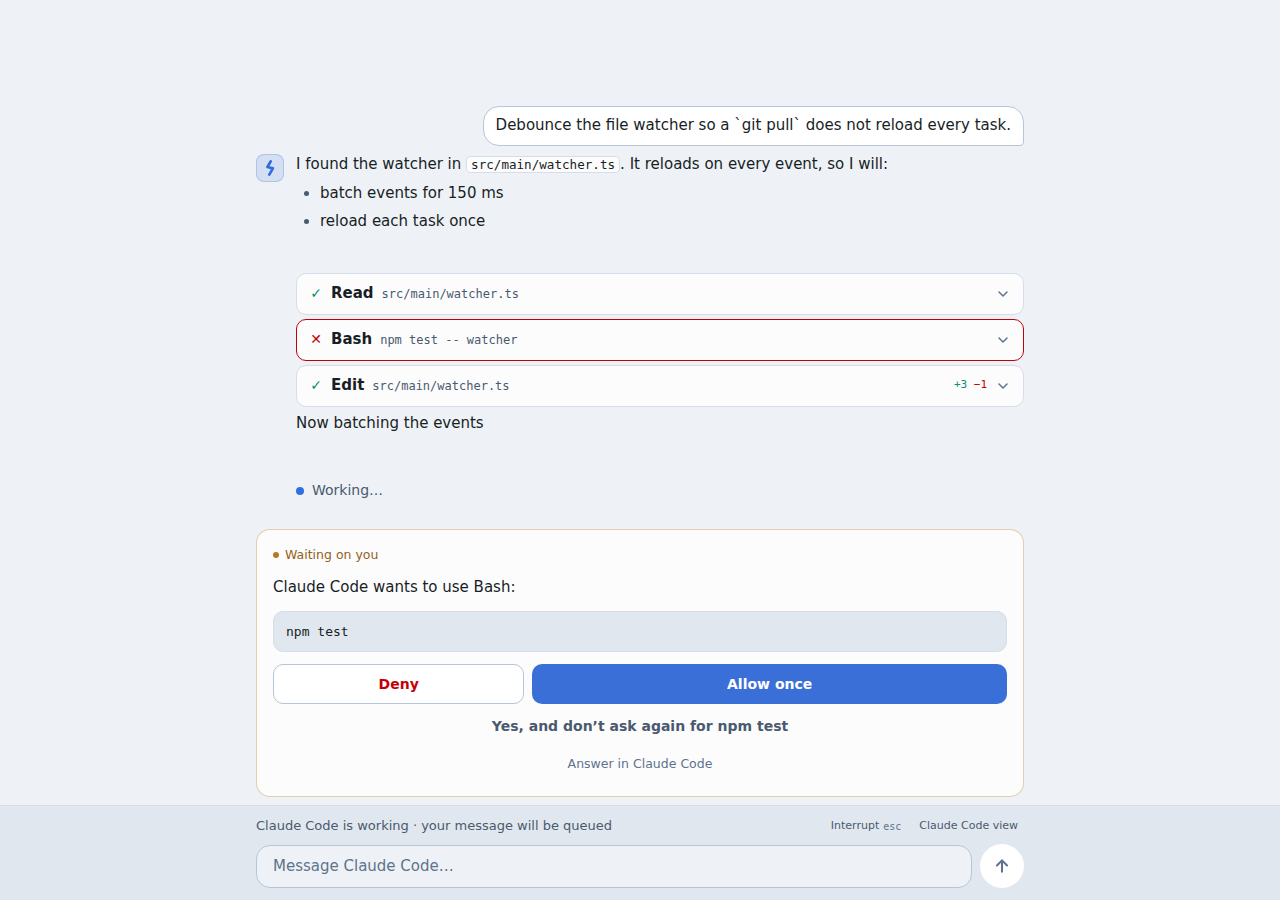 Debounce the file watcher so a `git pull` does not reload every task.
I found the watcher in src/main/watcher.ts. It reloads on every event, so I will:
• batch events for 150 ms
• reload each task once
✓ Read src/main/watcher.ts
✕ Bash npm test -- watcher
✓ Edit src/main/watcher.ts +3 −1
Now batching the events
Working…
Waiting on you
Claude Code wants to use Bash:
npm test
Deny Allow once
Yes, and don’t ask again for npm test
Answer in Claude Code
Claude Code is working · your message will be queued Interrupt esc Claude Code view
Message Claude Code…